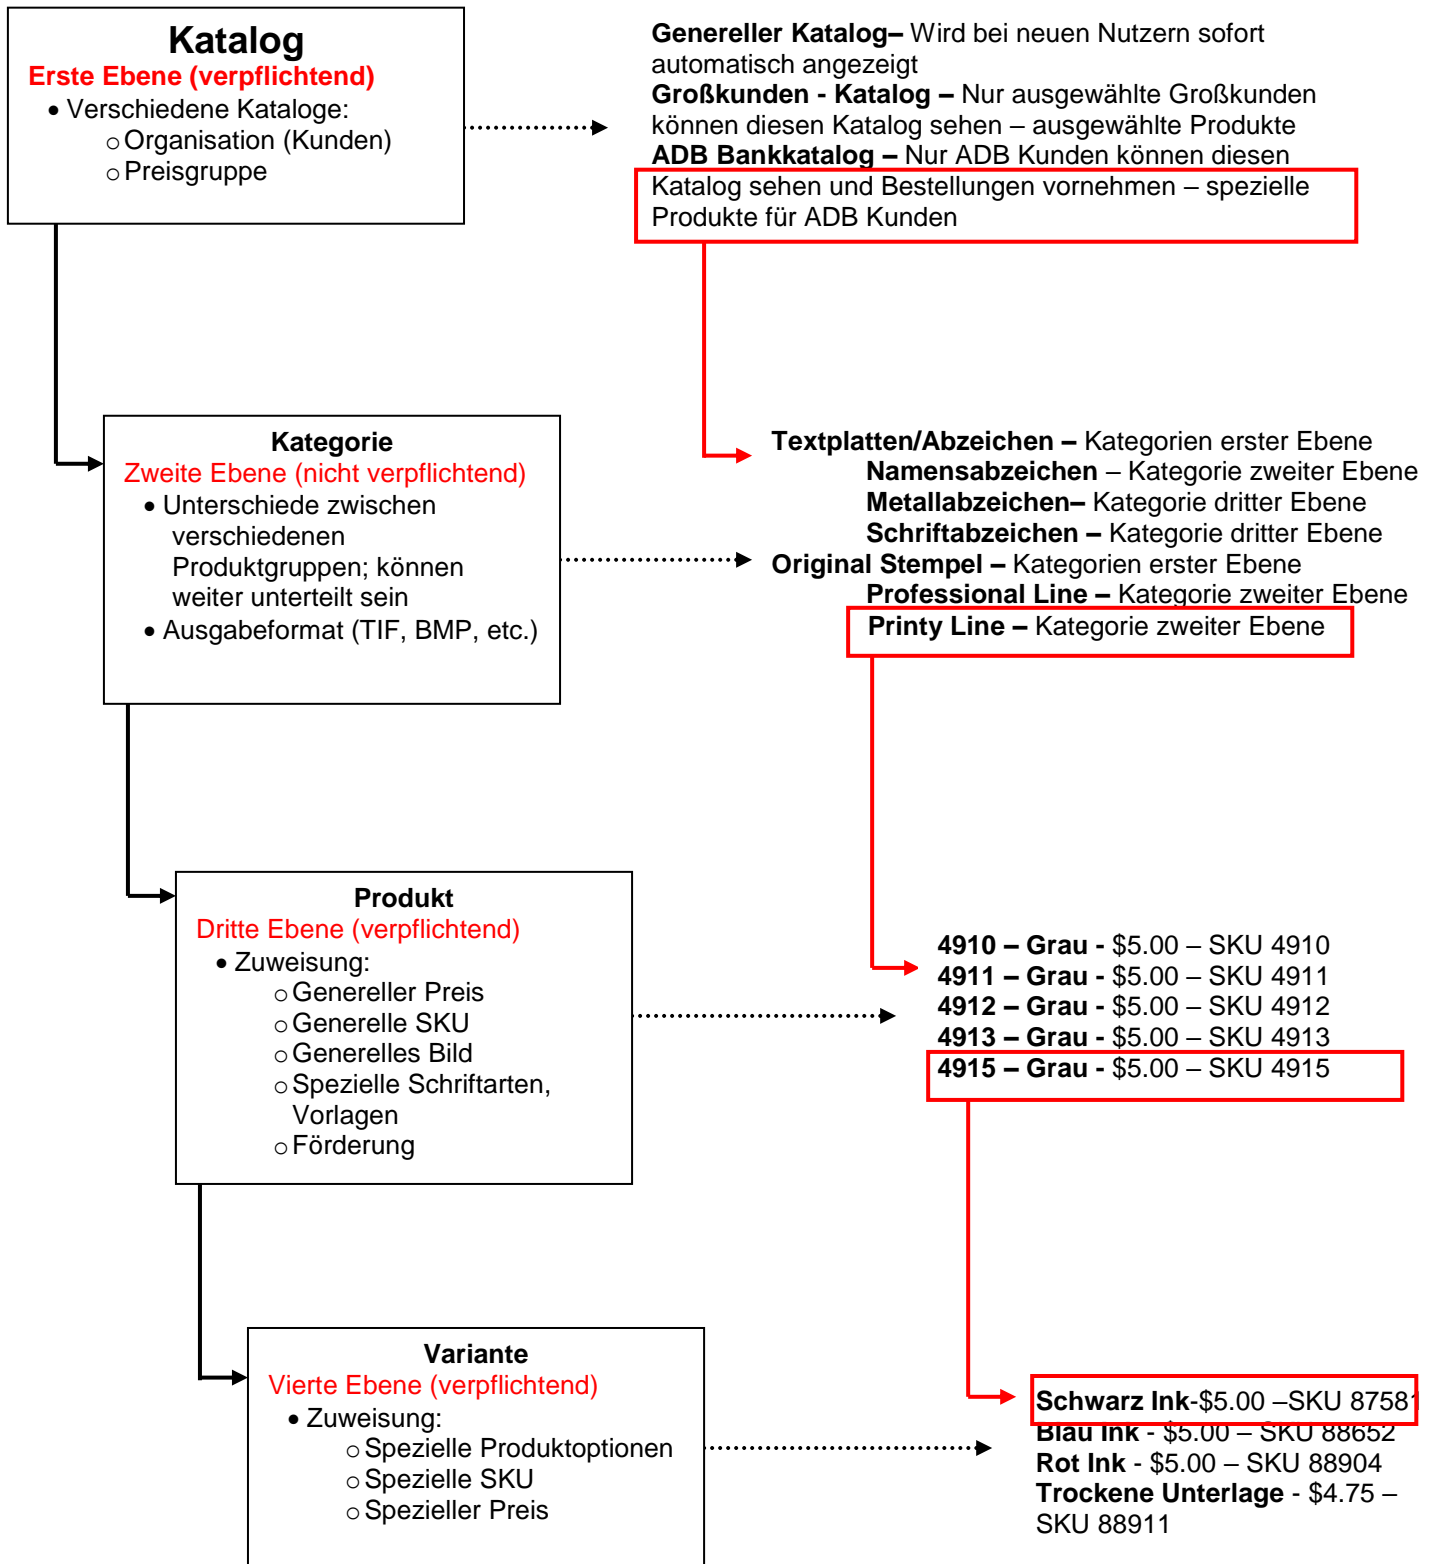 Katalog
Erste Ebene (verpflichtend)
• Verschiedene Kataloge:
o Organisation (Kunden)
o Preisgruppe
Genereller Katalog– Wird bei neuen Nutzern sofort
automatisch angezeigt
Großkunden - Katalog – Nur ausgewählte Großkunden
können diesen Katalog sehen – ausgewählte Produkte
ADB Bankkatalog – Nur ADB Kunden können diesen
Katalog sehen und Bestellungen vornehmen – spezielle
Produkte für ADB Kunden
Kategorie
Zweite Ebene (nicht verpflichtend)
• Unterschiede zwischen
verschiedenen
Produktgruppen; können
weiter unterteilt sein
• Ausgabeformat (TIF, BMP, etc.)
Textplatten/Abzeichen – Kategorien erster Ebene
Namensabzeichen – Kategorie zweiter Ebene
Metallabzeichen– Kategorie dritter Ebene
Schriftabzeichen – Kategorie dritter Ebene
Original Stempel – Kategorien erster Ebene
Professional Line – Kategorie zweiter Ebene
Printy Line – Kategorie zweiter Ebene
Produkt
Dritte Ebene (verpflichtend)
• Zuweisung:
o Genereller Preis
o Generelle SKU
o Generelles Bild
o Spezielle Schriftarten,
Vorlagen
o Förderung
4910 – Grau - $5.00 – SKU 4910
4911 – Grau - $5.00 – SKU 4911
4912 – Grau - $5.00 – SKU 4912
4913 – Grau - $5.00 – SKU 4913
4915 – Grau - $5.00 – SKU 4915
Variante
Vierte Ebene (verpflichtend)
• Zuweisung:
o Spezielle Produktoptionen
o Spezielle SKU
o Spezieller Preis
Schwarz Ink-$5.00 –SKU 87581
Blau Ink - $5.00 – SKU 88652
Rot Ink - $5.00 – SKU 88904
Trockene Unterlage - $4.75 –
SKU 88911